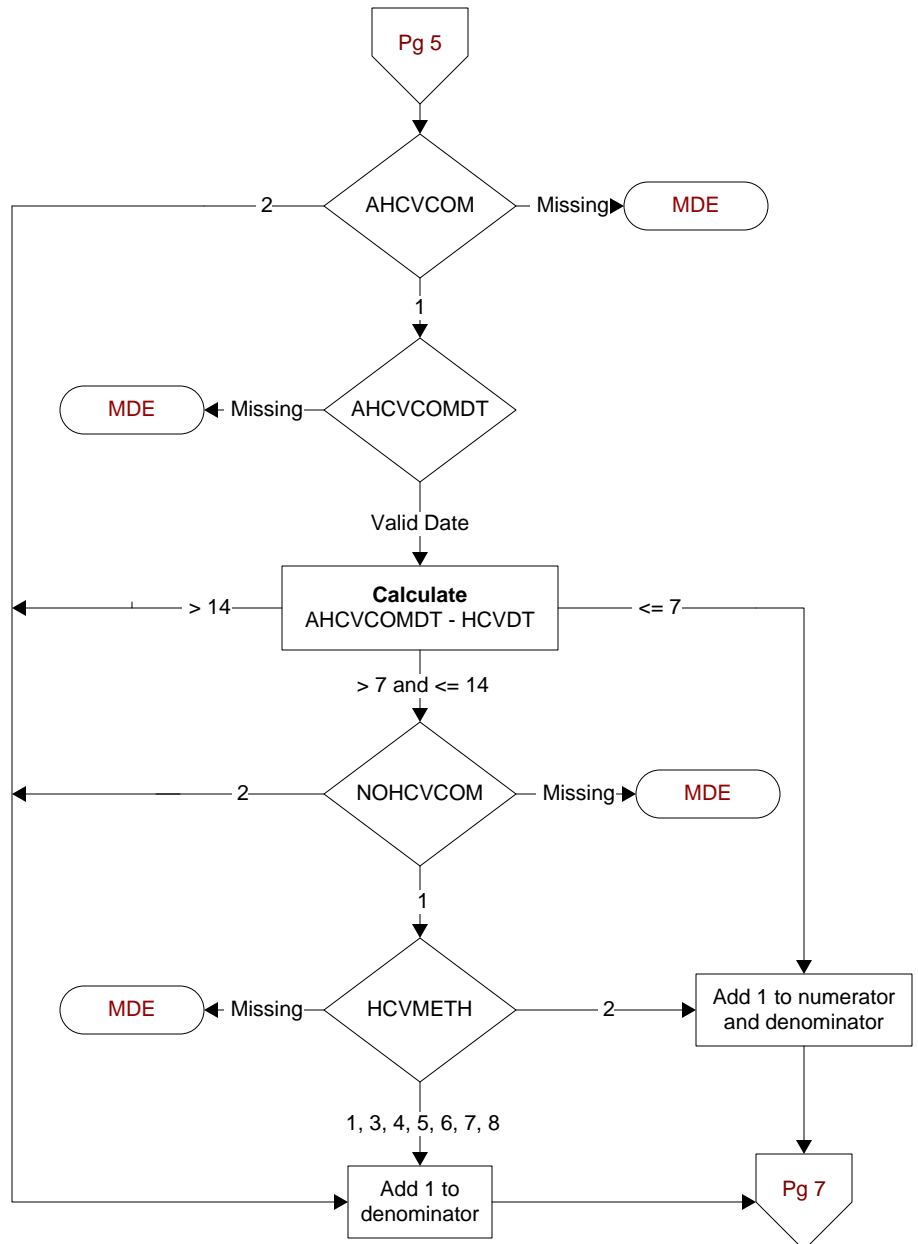 Pg 5
2
AHCVCOM
Missing
MDE
1
MDE
Missing
AHCVCOMDT
Valid Date
> 14
Calculate
AHCVCOMDT - HCVDT
<= 7
> 7 and <= 14
2
NOHCVCOM
Missing
MDE
1
MDE
Missing
HCVMETH
2
Add 1 to numerator
and denominator
1, 3, 4, 5, 6, 7, 8
Add 1 to
denominator
Pg 7